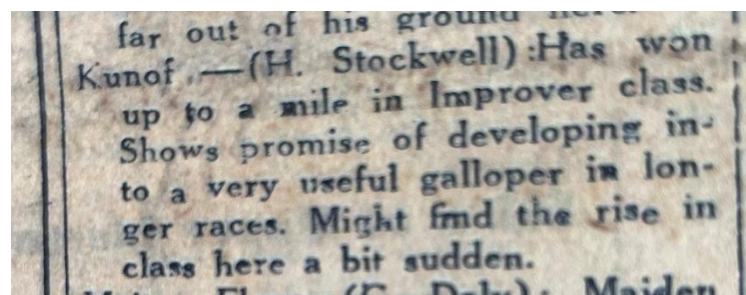 far out of his ground
Kunof.—(H. Stockwell):Has won
up to a mile in Improver class.
Shows promise of developing in-
to a very useful galloper in lon-
ger races. Might find the rise in
class here a bit sudden.
Maiden